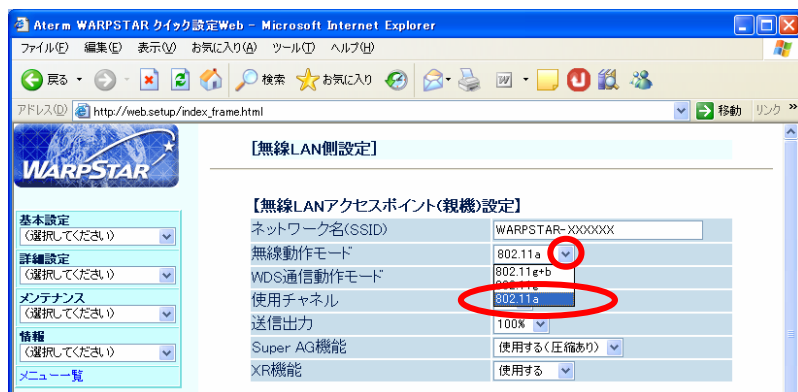 Aterm WARPSTAR クイック設定Web - Microsoft Internet Explorer
ファイル(F) 編集(E) 表示(V) お気に入り(A) ツール(T) ヘルプ(H)
戻る 検索 お気に入り
アドレス(D) http://web.setup/index_frame.html 移動 リンク »
WARPSTAR
基本設定
(選択してください)
詳細設定
(選択してください)
メンテナンス
(選択してください)
情報
(選択してください)
メニュー一覧
[無線LAN側設定]
【無線LANアクセスポイント(親機)設定】
ネットワーク名(SSID) WARPSTAR-XXXXXX
無線動作モード 802.11a
WDS通信動作モード 802.11g+b
802.11g
使用チャネル 802.11a
送信出力 100%
Super AG機能 使用する(圧縮あり)
XR機能 使用する